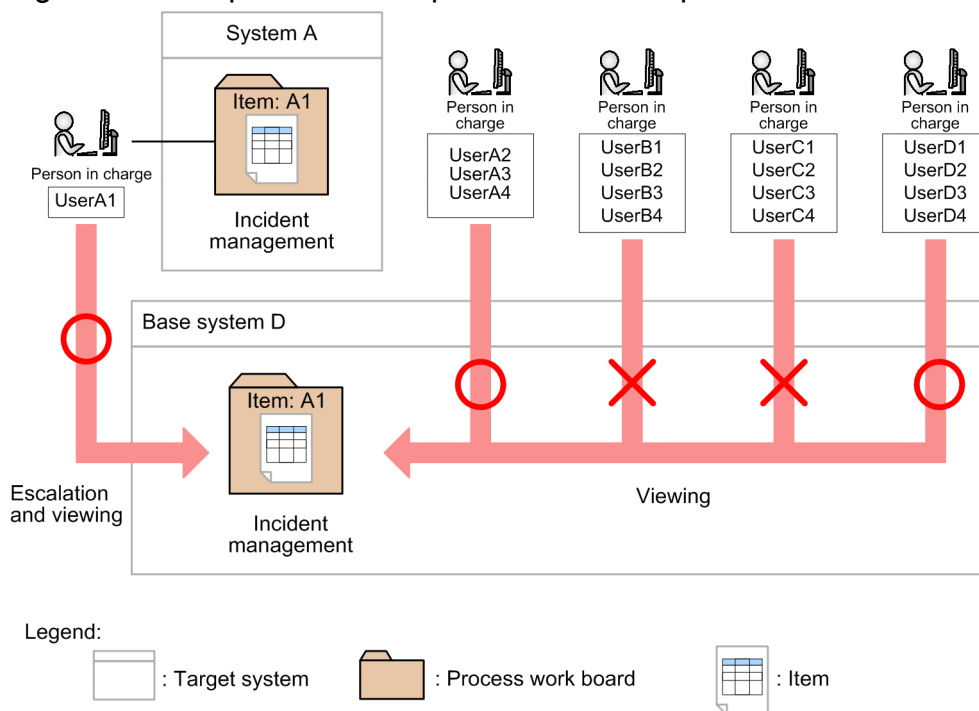 System A
Item: A1
Incident
management
Person in charge
UserA1
Person in
charge
UserA2
UserA3
UserA4
Person in
charge
UserB1
UserB2
UserB3
UserB4
Person in
charge
UserC1
UserC2
UserC3
UserC4
Person in
charge
UserD1
UserD2
UserD3
UserD4
Base system D
Item: A1
Incident
management
Escalation
and viewing
Viewing
Legend:
: Target system
: Process work board
: Item